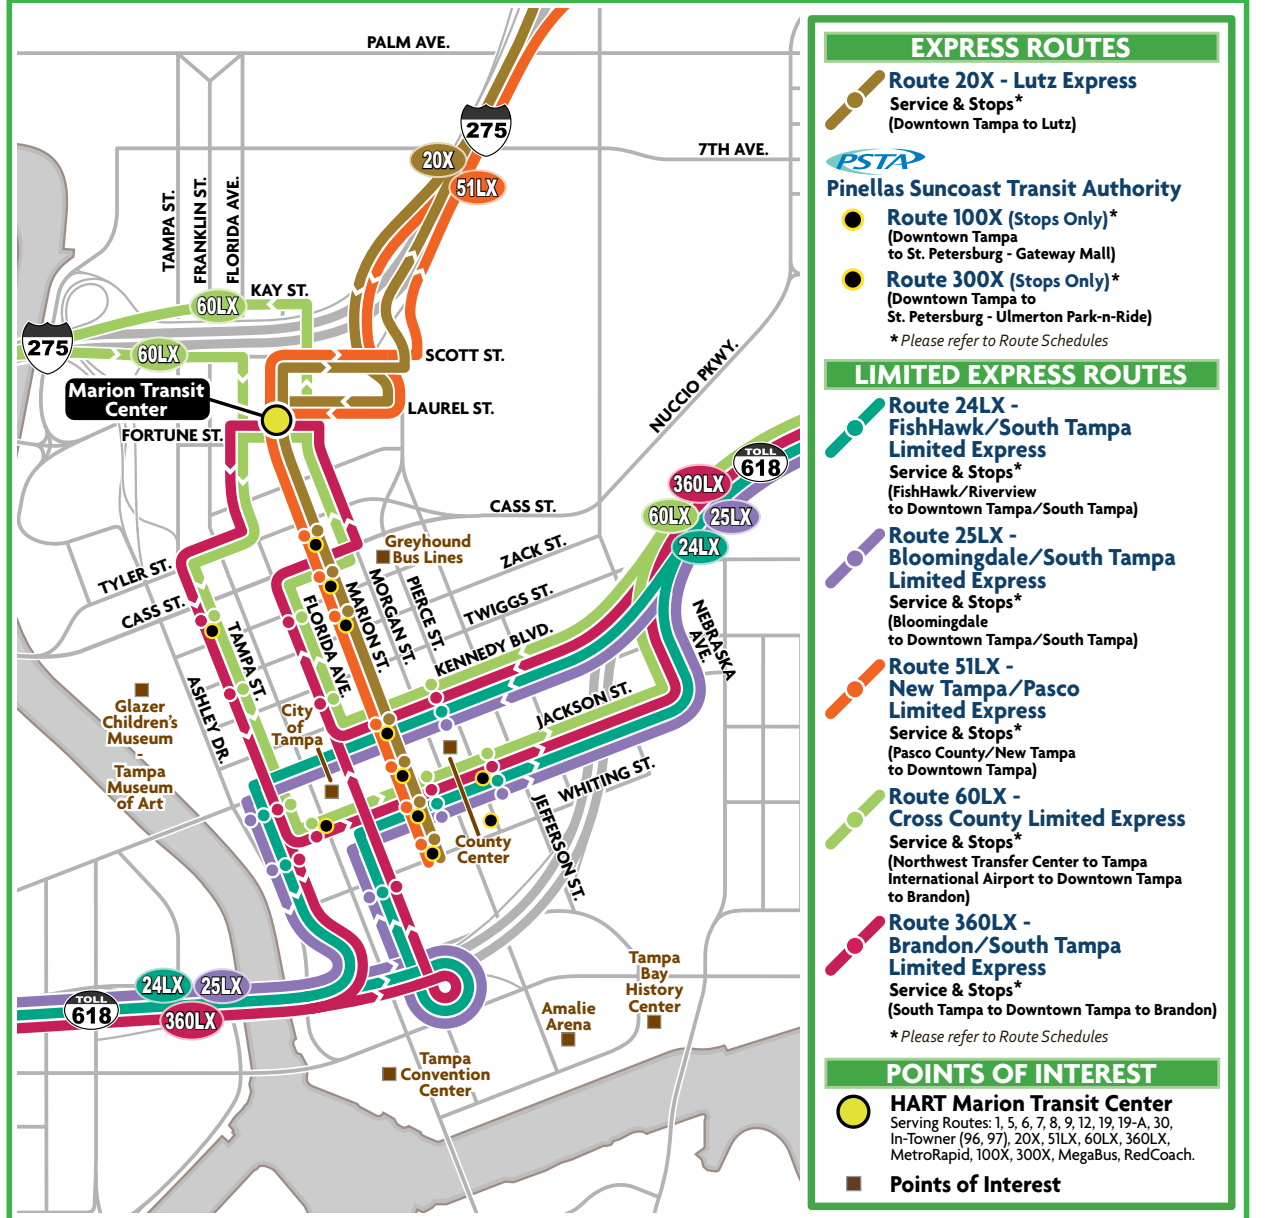 PALM AVE.
275
7TH AVE.
20X
51LX
TAMPA ST.
FRANKLIN ST.
FLORIDA AVE.
KAY ST.
60LX
275
60LX
SCOTT ST.
Marion Transit
Center
LAUREL ST.
FORTUNE ST.
NUCCIO PKWY.
TOLL
618
360LX
60LX
25LX
24LX
CASS ST.
Greyhound
Bus Lines
ZACK ST.
TYLER ST.
CASS ST.
TWIGGS ST.
MARION ST.
MORGAN ST.
PIERCE ST.
FLORIDA AVE.
TAMPA ST.
KENNEDY BLVD.
NEBRASKA
AVE.
ASHLEY DR.
JACKSON ST.
Glazer
Children's
Museum
-
Tampa
Museum
of Art
City
of
Tampa
WHITING ST.
JEFFERSON ST.
County
Center
24LX
25LX
TOLL
618
360LX
Tampa
Bay
History
Center
Amalie
Arena
Tampa
Convention
Center
EXPRESS ROUTES
Route 20X - Lutz Express
Service & Stops*
(Downtown Tampa to Lutz)
PSTA
Pinellas Suncoast Transit Authority
Route 100X (Stops Only)*
(Downtown Tampa
to St. Petersburg - Gateway Mall)
Route 300X (Stops Only)*
(Downtown Tampa to
St. Petersburg - Ulmerton Park-n-Ride)
* Please refer to Route Schedules
LIMITED EXPRESS ROUTES
Route 24LX -
FishHawk/South Tampa
Limited Express
Service & Stops*
(FishHawk/Riverview
to Downtown Tampa/South Tampa)
Route 25LX -
Bloomingdale/South Tampa
Limited Express
Service & Stops*
(Bloomingdale
to Downtown Tampa/South Tampa)
Route 51LX -
New Tampa/Pasco
Limited Express
Service & Stops*
(Pasco County/New Tampa
to Downtown Tampa)
Route 60LX -
Cross County Limited Express
Service & Stops*
(Northwest Transfer Center to Tampa
International Airport to Downtown Tampa
to Brandon)
Route 360LX -
Brandon/South Tampa
Limited Express
Service & Stops*
(South Tampa to Downtown Tampa to Brandon)
* Please refer to Route Schedules
POINTS OF INTEREST
HART Marion Transit Center
Serving Routes: 1, 5, 6, 7, 8, 9, 12, 19, 19-A, 30,
In-Towner (96, 97), 20X, 51LX, 60LX, 360LX,
MetroRapid, 100X, 300X, MegaBus, RedCoach.
Points of Interest